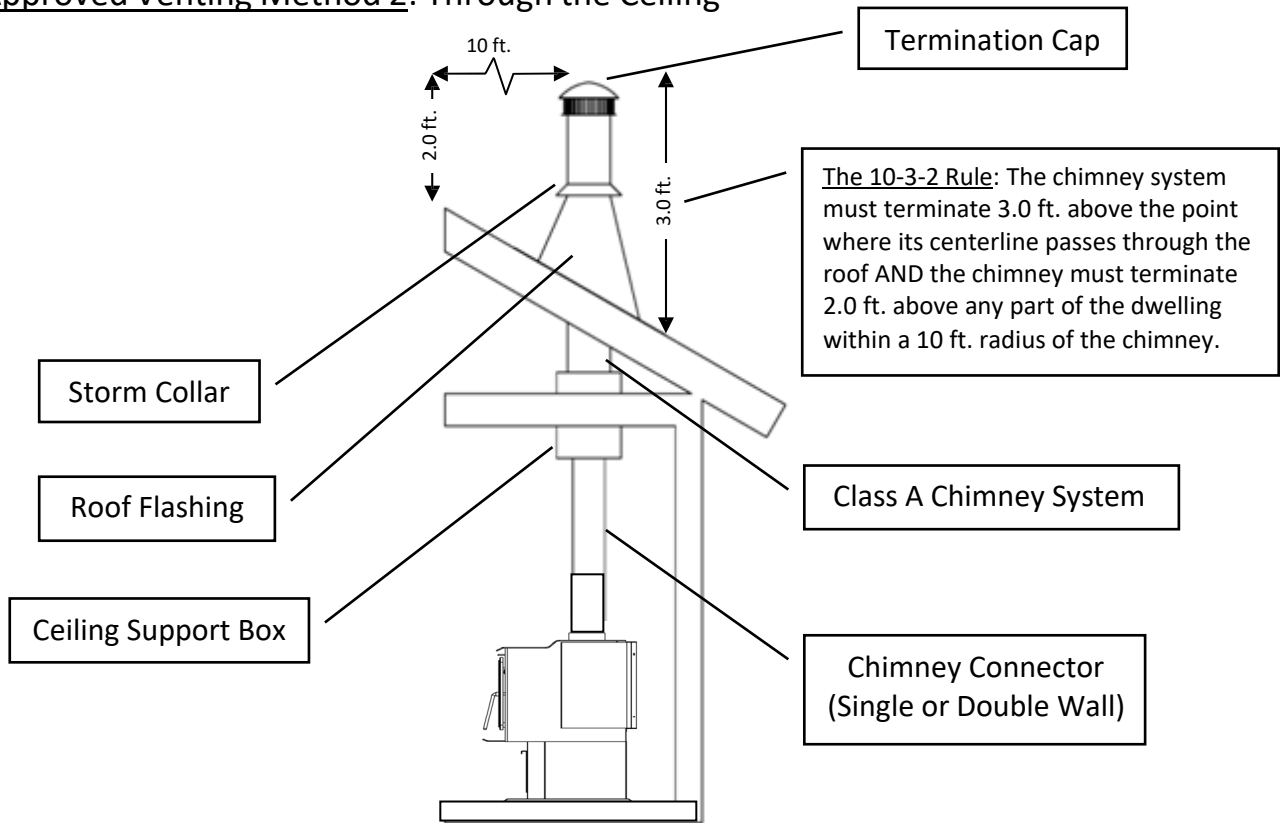 Approved Venting Method 2: Through the Ceiling
10 ft.
Termination Cap
2.0 ft.
3.0 ft.
The 10-3-2 Rule: The chimney system
must terminate 3.0 ft. above the point
where its centerline passes through the
roof AND the chimney must terminate
2.0 ft. above any part of the dwelling
within a 10 ft. radius of the chimney.
Storm Collar
Roof Flashing
Class A Chimney System
Ceiling Support Box
Chimney Connector
(Single or Double Wall)